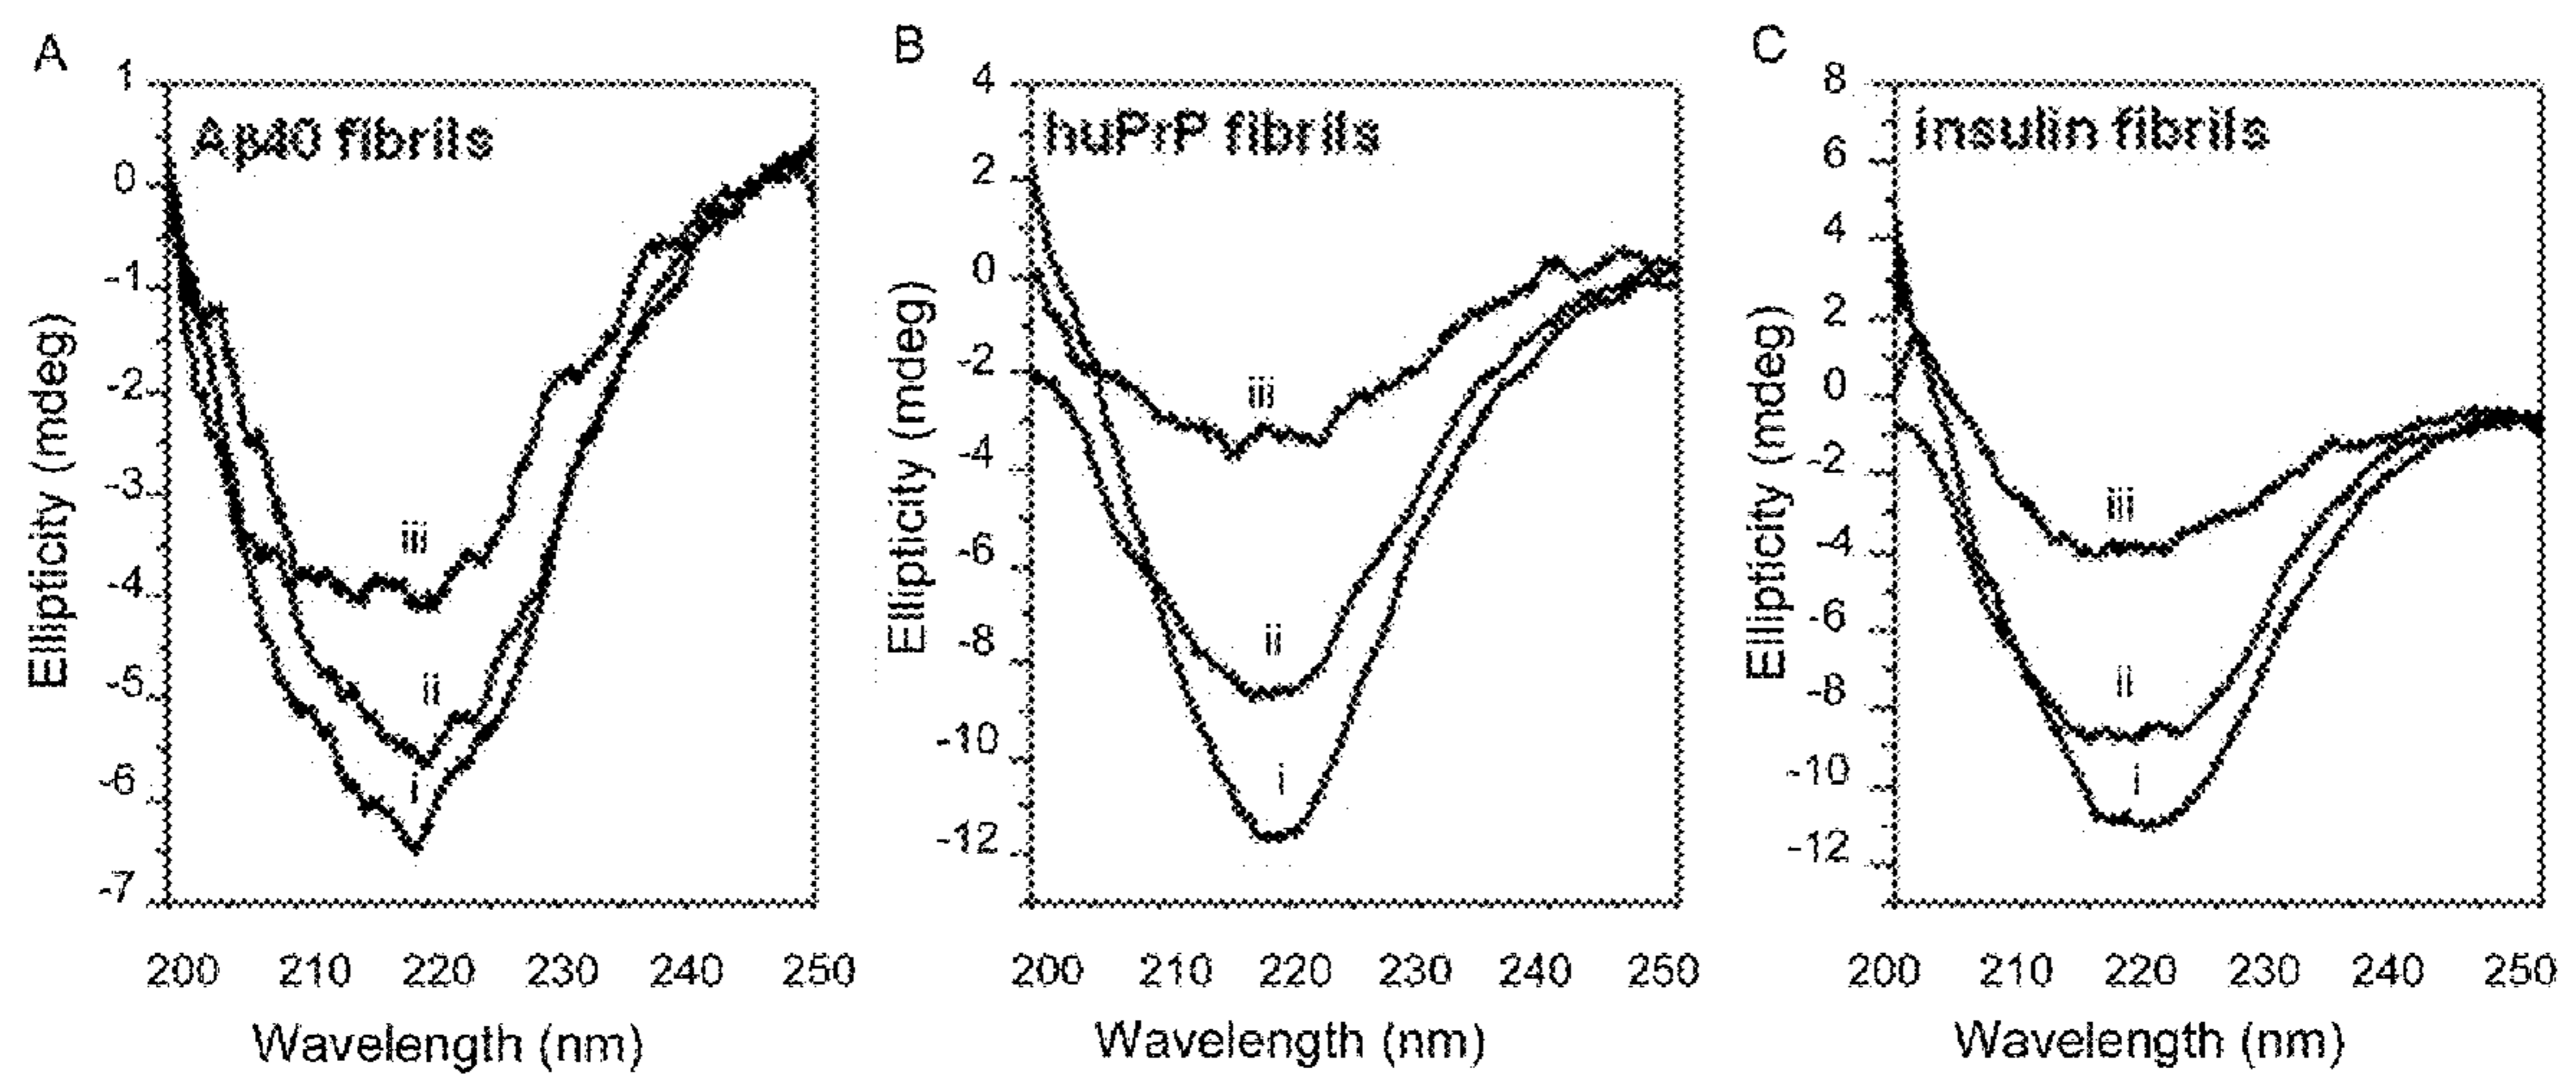 A
Ellipticity (mdeg)
1
0
-1
-2
-3
-4
-5
-6
-7
Aβ40 fibrils
iii
ii
i
200 210 220 230 240 250
Wavelength (nm)
B
Ellipticity (mdeg)
4
2
0
-2
-4
-6
-8
-10
-12
huPrP fibrils
iii
ii
i
200 210 220 230 240 250
Wavelength (nm)
C
Ellipticity (mdeg)
8
6
4
2
0
-2
-4
-6
-8
-10
-12
insulin fibrils
iii
ii
i
200 210 220 230 240 250
Wavelength (nm)